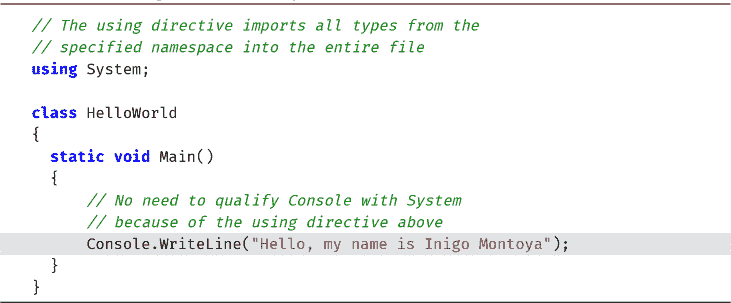 // The using directive imports all types from the
// specified namespace into the entire file
using System;

class HelloWorld
{
  static void Main()
  {
      // No need to qualify Console with System
      // because of the using directive above
      Console.WriteLine("Hello, my name is Inigo Montoya");
  }
}